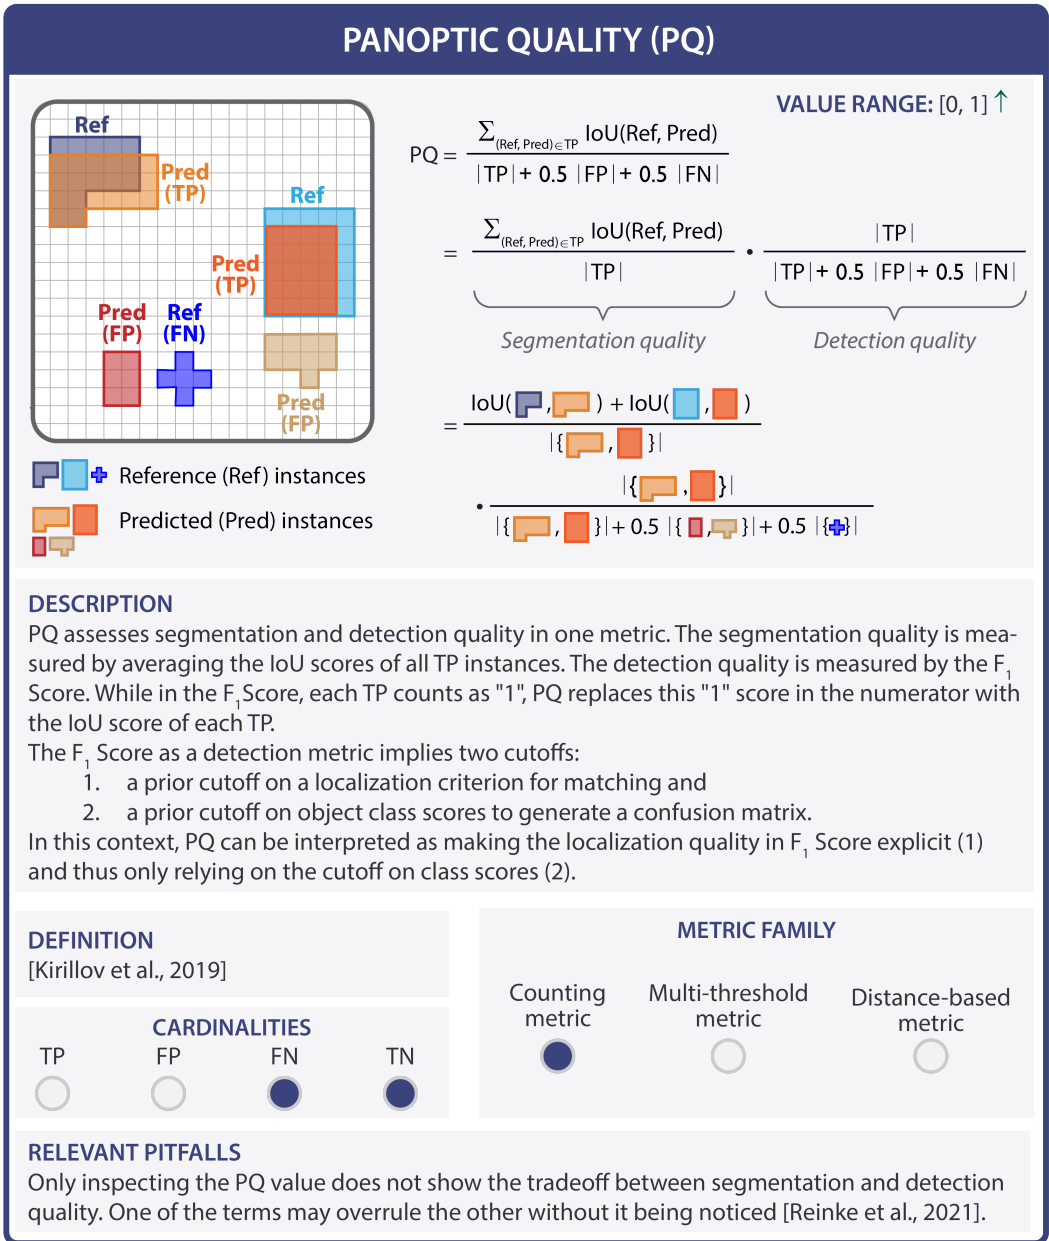 PANOPTIC QUALITY (PQ)
VALUE RANGE: [0, 1] ↑
Ref
Pred
(TP)
Ref
Pred
(TP)
Pred
(FP)
Ref
(FN)
Pred
(FP)
PQ = Σ(Ref, Pred)∈TP IoU(Ref, Pred)
|TP| + 0.5 |FP| + 0.5 |FN|
= Σ(Ref, Pred)∈TP IoU(Ref, Pred)
|TP|
• |TP|
|TP| + 0.5 |FP| + 0.5 |FN|
Segmentation quality
Detection quality
= IoU( , ) + IoU( , )
|{ , }|
• |{ , }|
|{ , }| + 0.5 |{ , }| + 0.5 |{ }|
Reference (Ref) instances
Predicted (Pred) instances
DESCRIPTION
PQ assesses segmentation and detection quality in one metric. The segmentation quality is mea-
sured by averaging the IoU scores of all TP instances. The detection quality is measured by the F1
Score. While in the F1 Score, each TP counts as "1", PQ replaces this "1" score in the numerator with
the IoU score of each TP.
The F1 Score as a detection metric implies two cutoffs:
1. a prior cutoff on a localization criterion for matching and
2. a prior cutoff on object class scores to generate a confusion matrix.
In this context, PQ can be interpreted as making the localization quality in F1 Score explicit (1)
and thus only relying on the cutoff on class scores (2).
DEFINITION
[Kirillov et al., 2019]
CARDINALITIES
TP FP FN TN
METRIC FAMILY
Counting
metric
Multi-threshold
metric
Distance-based
metric
RELEVANT PITFALLS
Only inspecting the PQ value does not show the tradeoff between segmentation and detection
quality. One of the terms may overrule the other without it being noticed [Reinke et al., 2021].